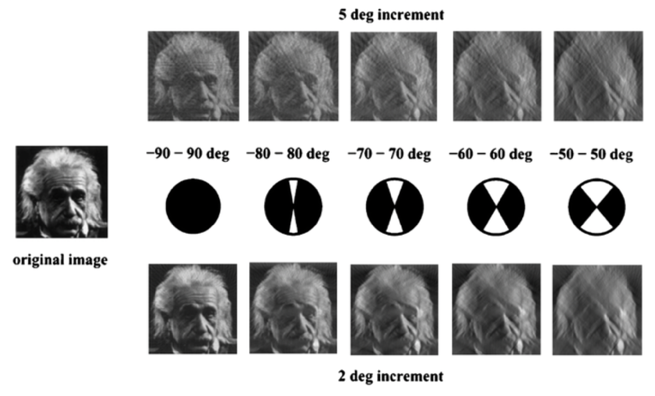 5 deg increment
−90 – 90 deg
−80 – 80 deg
−70 – 70 deg
−60 – 60 deg
−50 – 50 deg
original image
2 deg increment